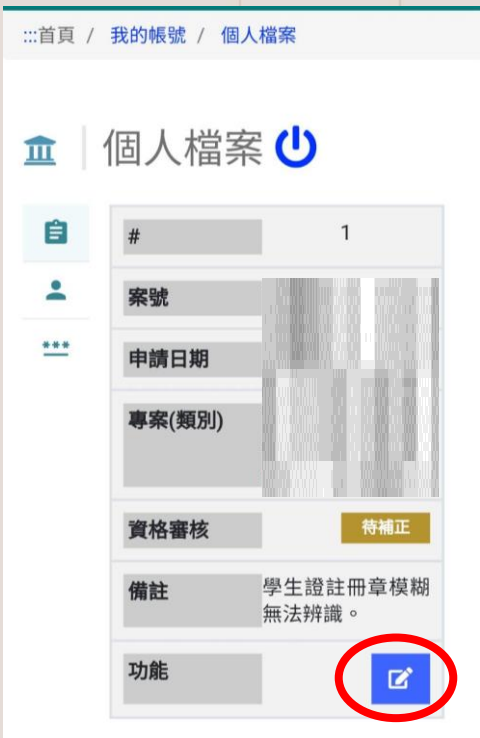 :::首頁 / 我的帳號 / 個人檔案
個人檔案
# 1
案號
申請日期
專案(類別)
資格審核 待補正
備註 學生證註冊章模糊
無法辨識。
功能